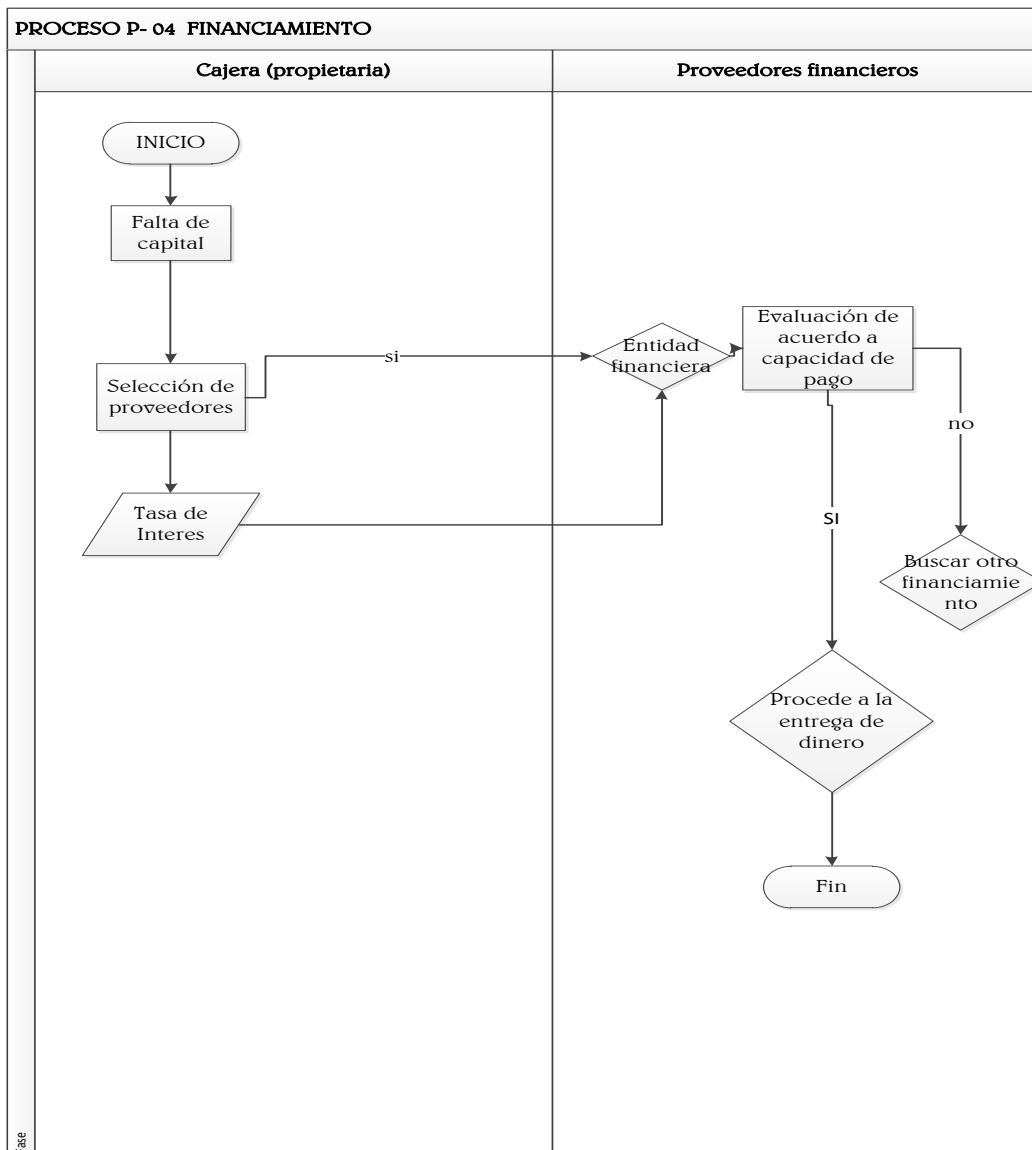 PROCESO P- 04 FINANCIAMIENTO
Cajera (propietaria)
Proveedores financieros
INICIO
Falta de
capital
Selección de
proveedores
si
Tasa de
Interes
Entidad
financiera
Evaluación de
acuerdo a
capacidad de
pago
no
SI
Buscar otro
financiamie
nto
Procede a la
entrega de
dinero
Fin